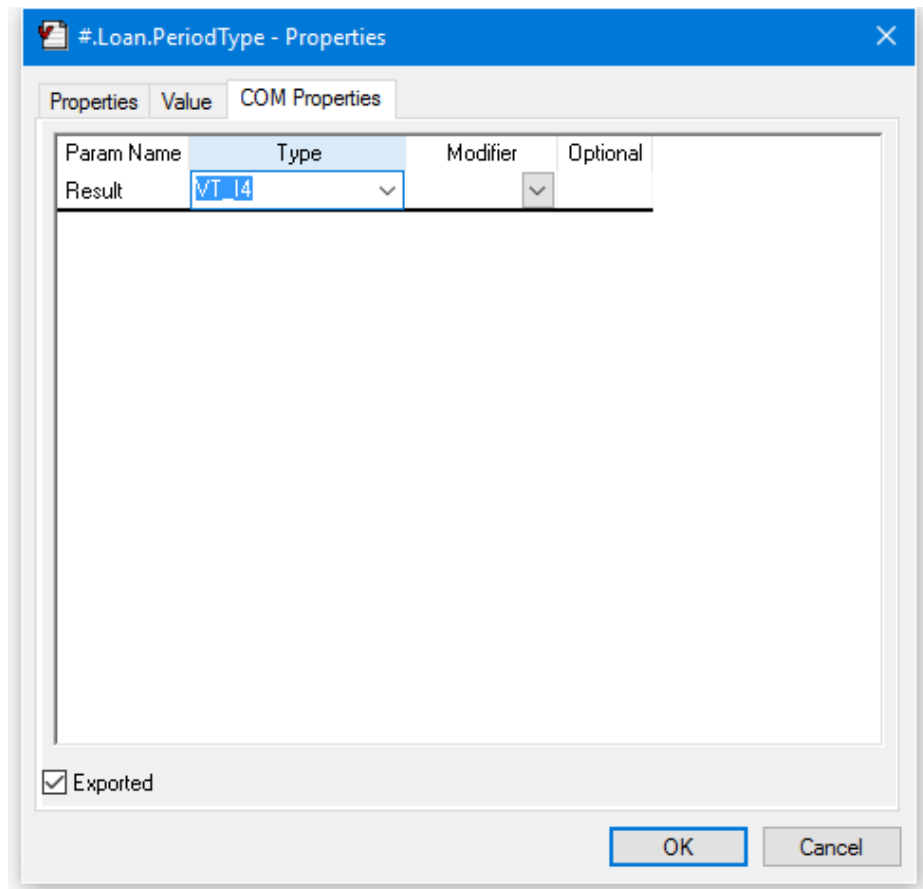 #.Loan.PeriodType - Properties
Properties Value COM Properties
Param Name Type Modifier Optional
Result VT_I4
Exported
OK Cancel